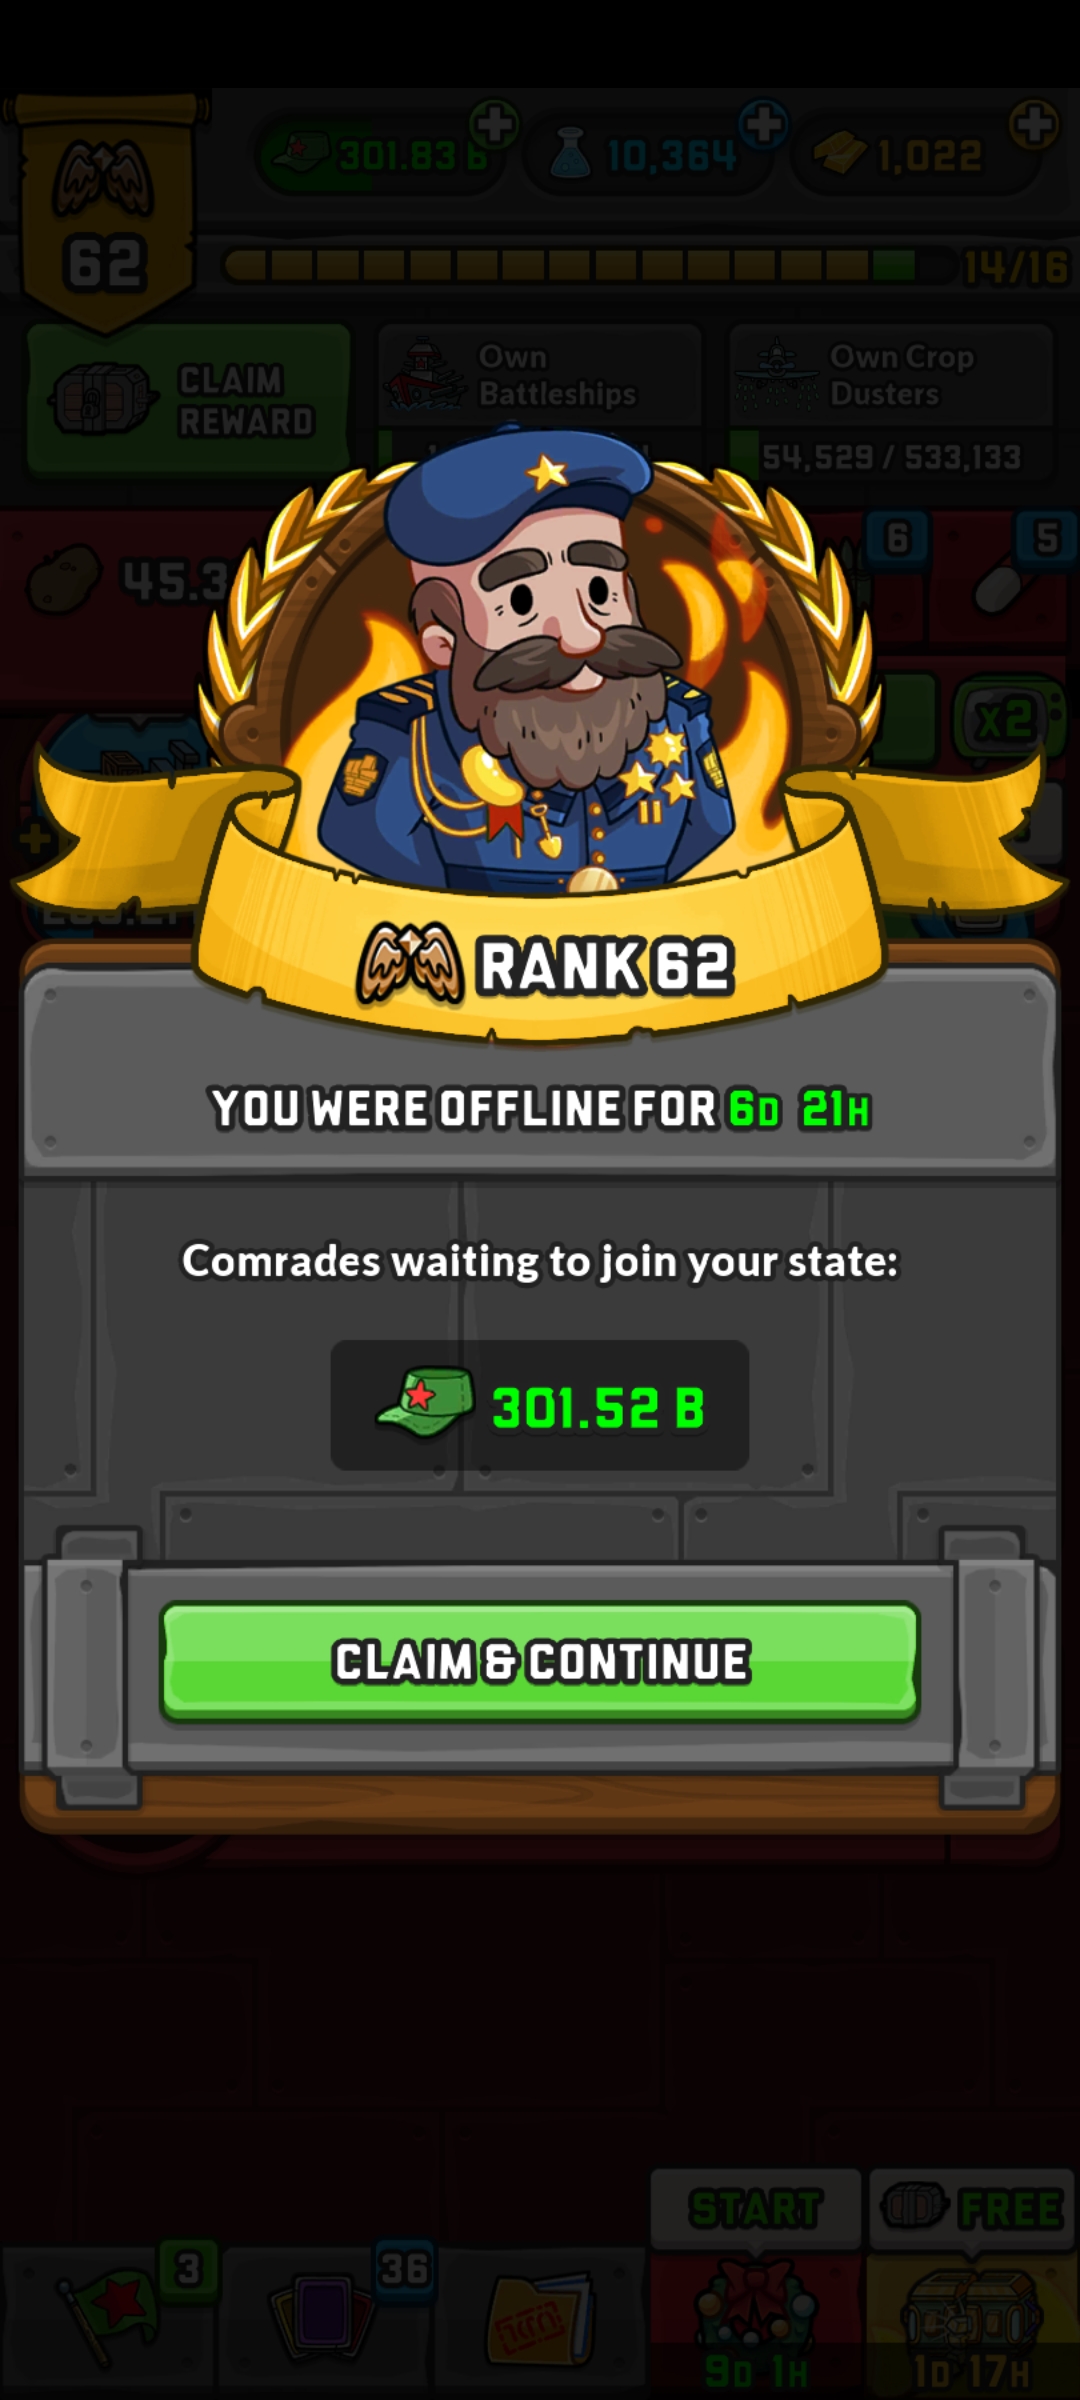 62
301.83 B
10,364
1,022
14/16
CLAIM
REWARD
Own
Battleships
Own Crop
Dusters
54,529 / 533,133
45.3
6
5
x2
RANK 62
YOU WERE OFFLINE FOR 6D 21H
Comrades waiting to join your state:
301.52 B
CLAIM & CONTINUE
START
FREE
3
36
9D 1H
1D 17H